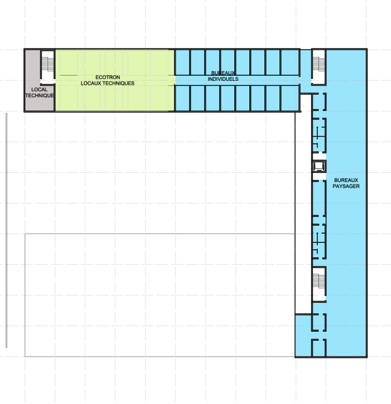 ECOTRON
LOCAUX TECHNIQUES
BUREAUX
INDIVIDUELS
LOCAL
TECHNIQUE
BUREAUX
PAYSAGER